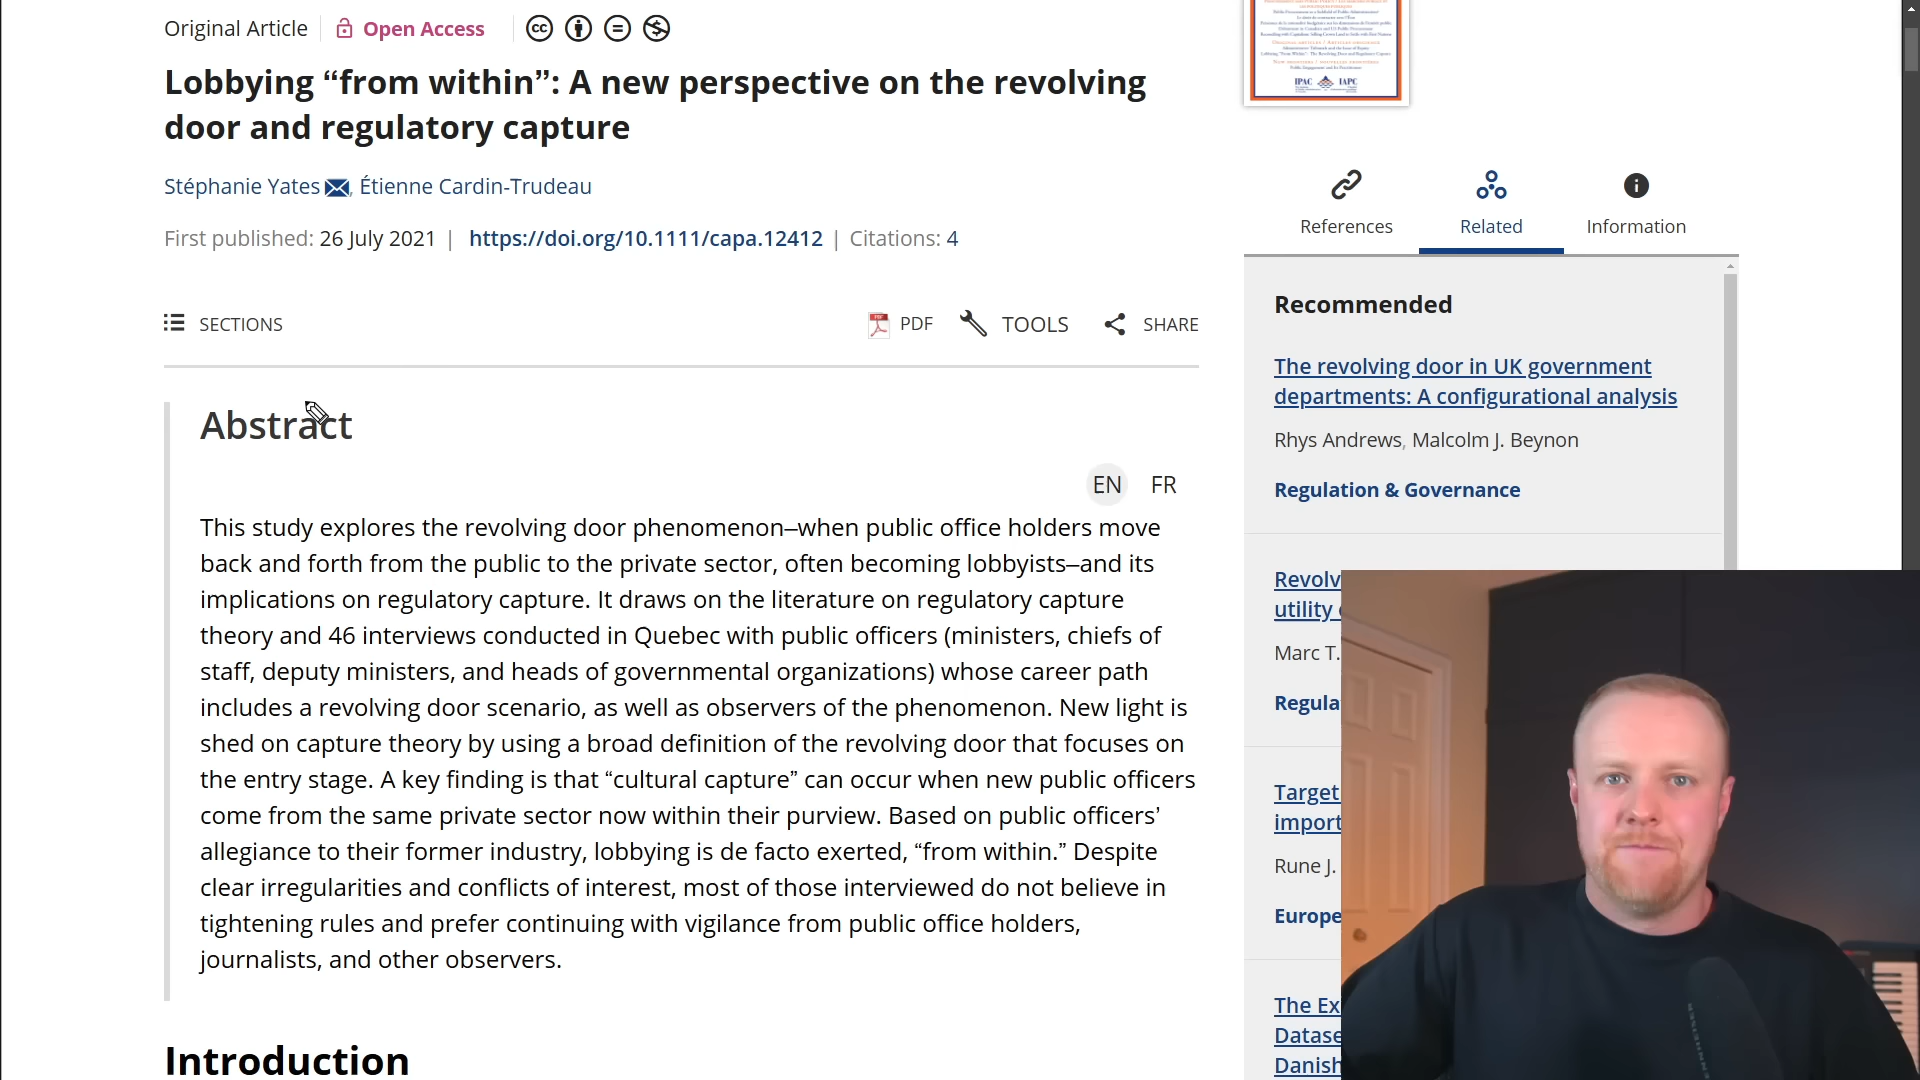 Original Article
Open Access
Lobbying “from within”: A new perspective on the revolving
door and regulatory capture
Stéphanie Yates, Étienne Cardin-Trudeau
First published: 26 July 2021 | https://doi.org/10.1111/capa.12412 | Citations: 4
SECTIONS
PDF
TOOLS
SHARE
Abstract
EN FR
This study explores the revolving door phenomenon—when public office holders move
back and forth from the public to the private sector, often becoming lobbyists—and its
implications on regulatory capture. It draws on the literature on regulatory capture
theory and 46 interviews conducted in Quebec with public officers (ministers, chiefs of
staff, deputy ministers, and heads of governmental organizations) whose career path
includes a revolving door scenario, as well as observers of the phenomenon. New light is
shed on capture theory by using a broad definition of the revolving door that focuses on
the entry stage. A key finding is that “cultural capture” can occur when new public officers
come from the same private sector now within their purview. Based on public officers’
allegiance to their former industry, lobbying is de facto exerted, “from within.” Despite
clear irregularities and conflicts of interest, most of those interviewed do not believe in
tightening rules and prefer continuing with vigilance from public office holders,
journalists, and other observers.
Introduction
IPAC IAPC
References
Related
Information
Recommended
The revolving door in UK government
departments: A configurational analysis
Rhys Andrews, Malcolm J. Beynon
Regulation & Governance
Revolv
utility
Marc T.
Regula
Target
import
Rune J.
Europe
The Ex
Datase
Danish